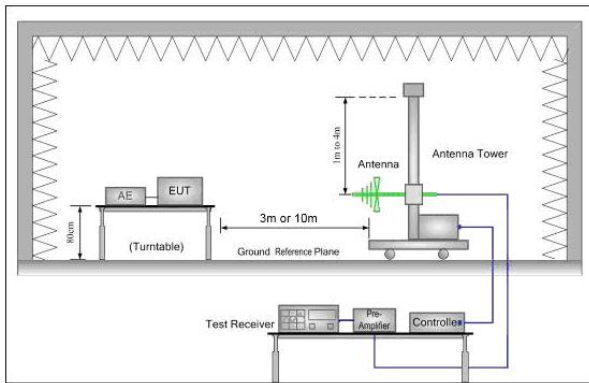 1m to 4m
Antenna
Antenna Tower
AE
EUT
80cm
(Turntable)
3m or 10m
Ground Reference Plane
Test Receiver
Pre-
Amplifier
Controller